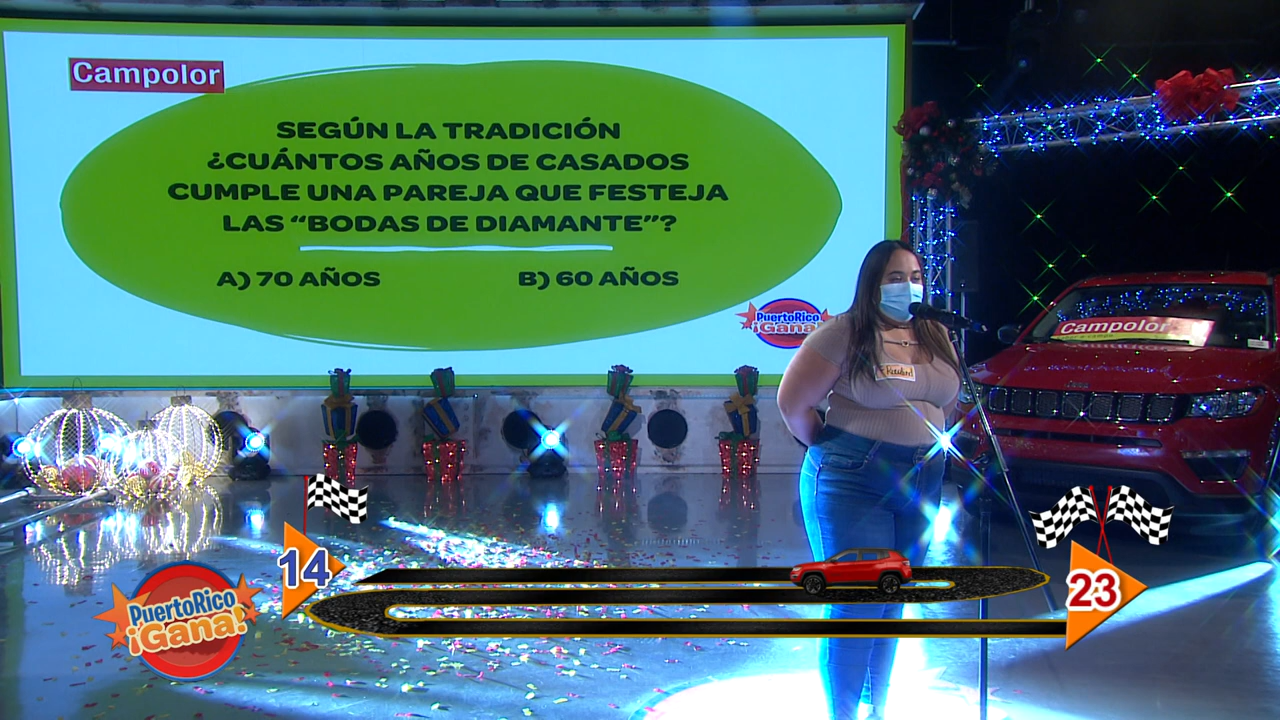 Campolor
SEGÚN LA TRADICIÓN
¿CUÁNTOS AÑOS DE CASADOS
CUMPLE UNA PAREJA QUE FESTEJA
LAS “BODAS DE DIAMANTE”?
A) 70 AÑOS B) 60 AÑOS
PuertoRico
¡Gana!
Campolor
Jeep
14
23
PuertoRico
¡Gana!